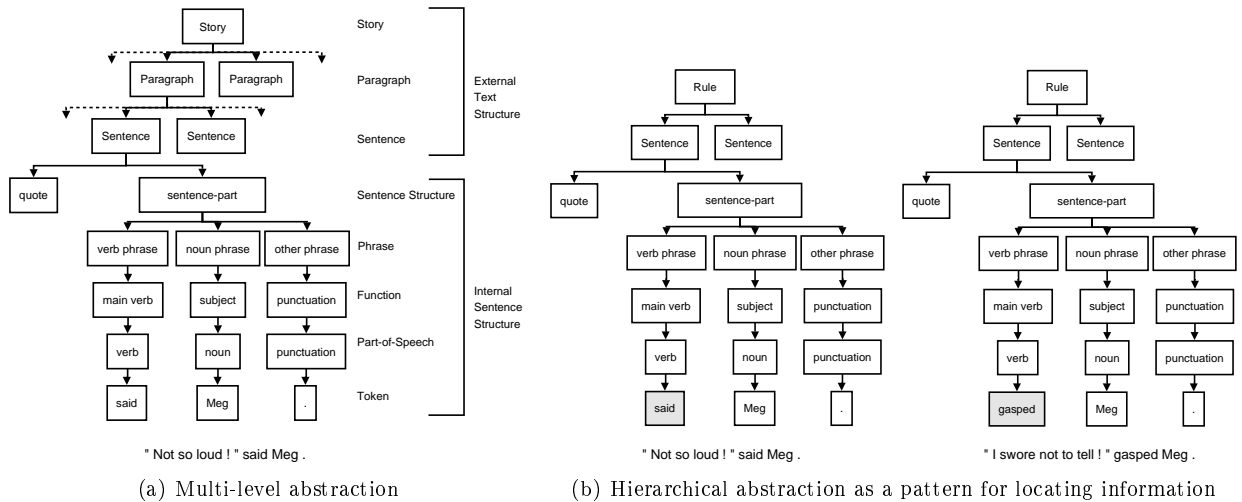 Story
Story
Paragraph
Paragraph
Paragraph
External
Text
Structure
Sentence
Sentence
Sentence
quote
sentence-part
Sentence Structure
verb phrase
noun phrase
other phrase
Phrase
main verb
subject
punctuation
Function
Internal
Sentence
Structure
verb
noun
punctuation
Part-of-Speech
said
Meg
.
Token
" Not so loud ! " said Meg .
(a) Multi-level abstraction
Rule
Sentence
Sentence
quote
sentence-part
verb phrase
noun phrase
other phrase
main verb
subject
punctuation
verb
noun
punctuation
said
Meg
.
" Not so loud ! " said Meg .
Rule
Sentence
Sentence
quote
sentence-part
verb phrase
noun phrase
other phrase
main verb
subject
punctuation
verb
noun
punctuation
gasped
Meg
.
" I swore not to tell ! " gasped Meg .
(b) Hierarchical abstraction as a pattern for locating information